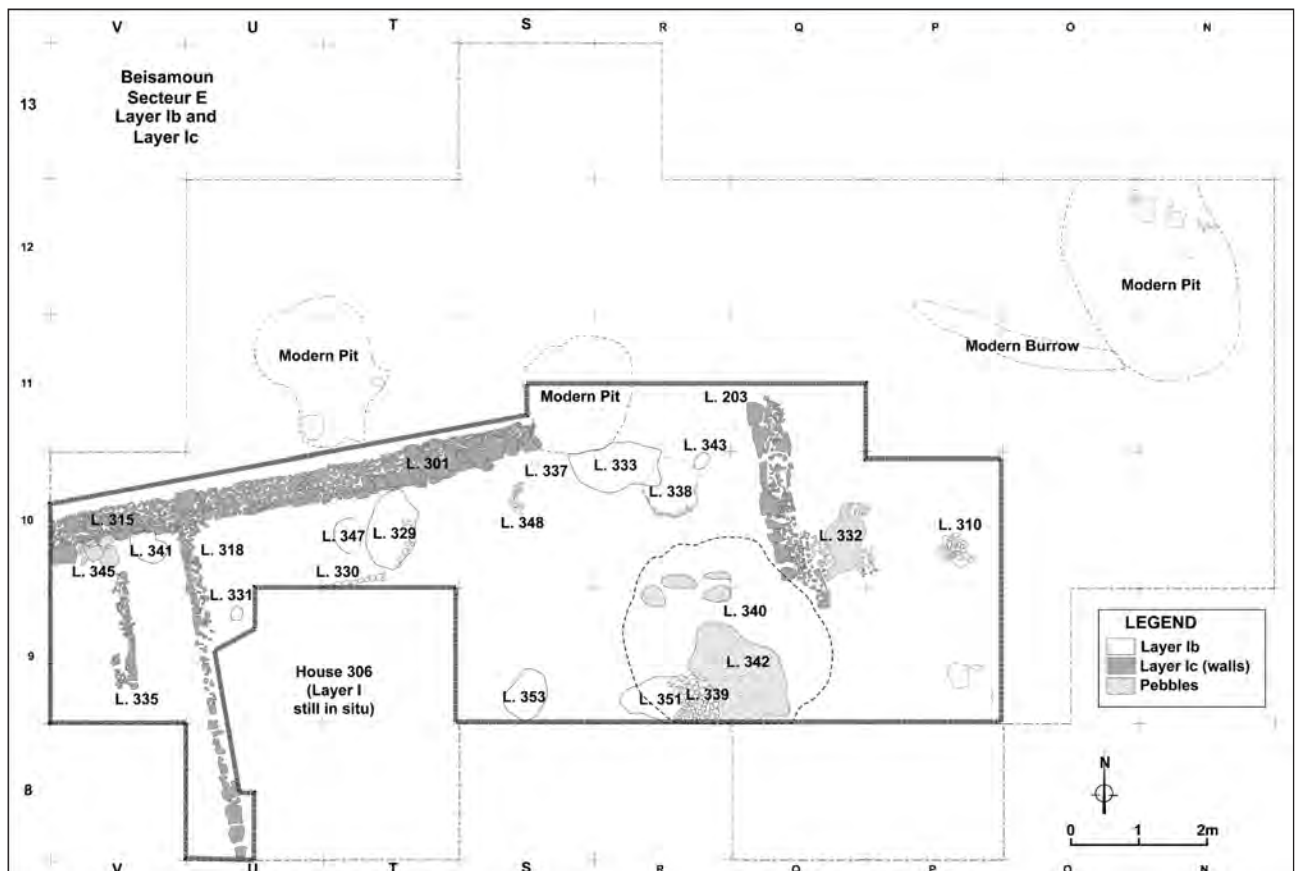 V U T S R Q P O N
13
Beisamoun
Secteur E
Layer Ib and
Layer Ic
12
Modern Pit
Modern Pit
Modern Burrow
11
Modern Pit
L. 203
L. 301
L. 337
L. 333
L. 343
L. 338
10
L. 315
L. 348
L. 341
L. 318
L. 347
L. 329
L. 332
L. 310
L. 345
L. 330
L. 331
L. 340
9
House 306
(Layer I
still in situ)
L. 342
L. 335
L. 353
L. 351
L. 339
LEGEND
Layer Ib
Layer Ic (walls)
Pebbles
8
N
0 1 2m
V U T S R Q P O N